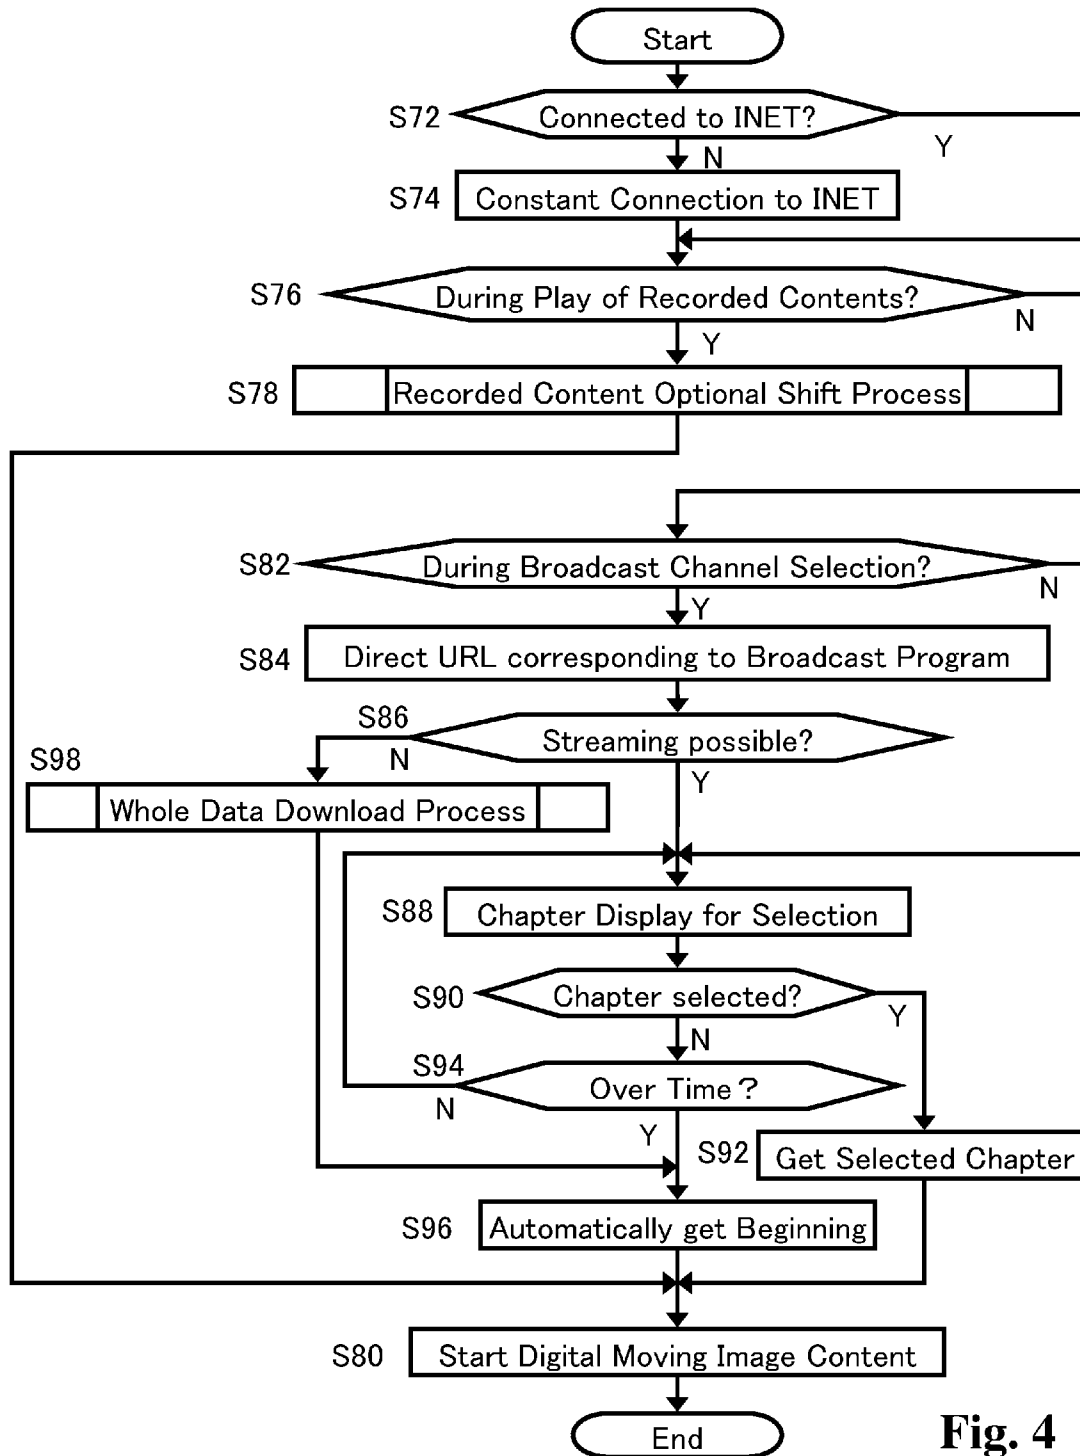 Start
S72
Connected to INET?
Y
N
S74
Constant Connection to INET
S76
During Play of Recorded Contents?
N
Y
S78
Recorded Content Optional Shift Process
S82
During Broadcast Channel Selection?
N
Y
S84
Direct URL corresponding to Broadcast Program
S86
Streaming possible?
N
Y
S98
Whole Data Download Process
S88
Chapter Display for Selection
S90
Chapter selected?
Y
N
S94
Over Time?
N
Y
S92
Get Selected Chapter
S96
Automatically get Beginning
S80
Start Digital Moving Image Content
End
Fig. 4